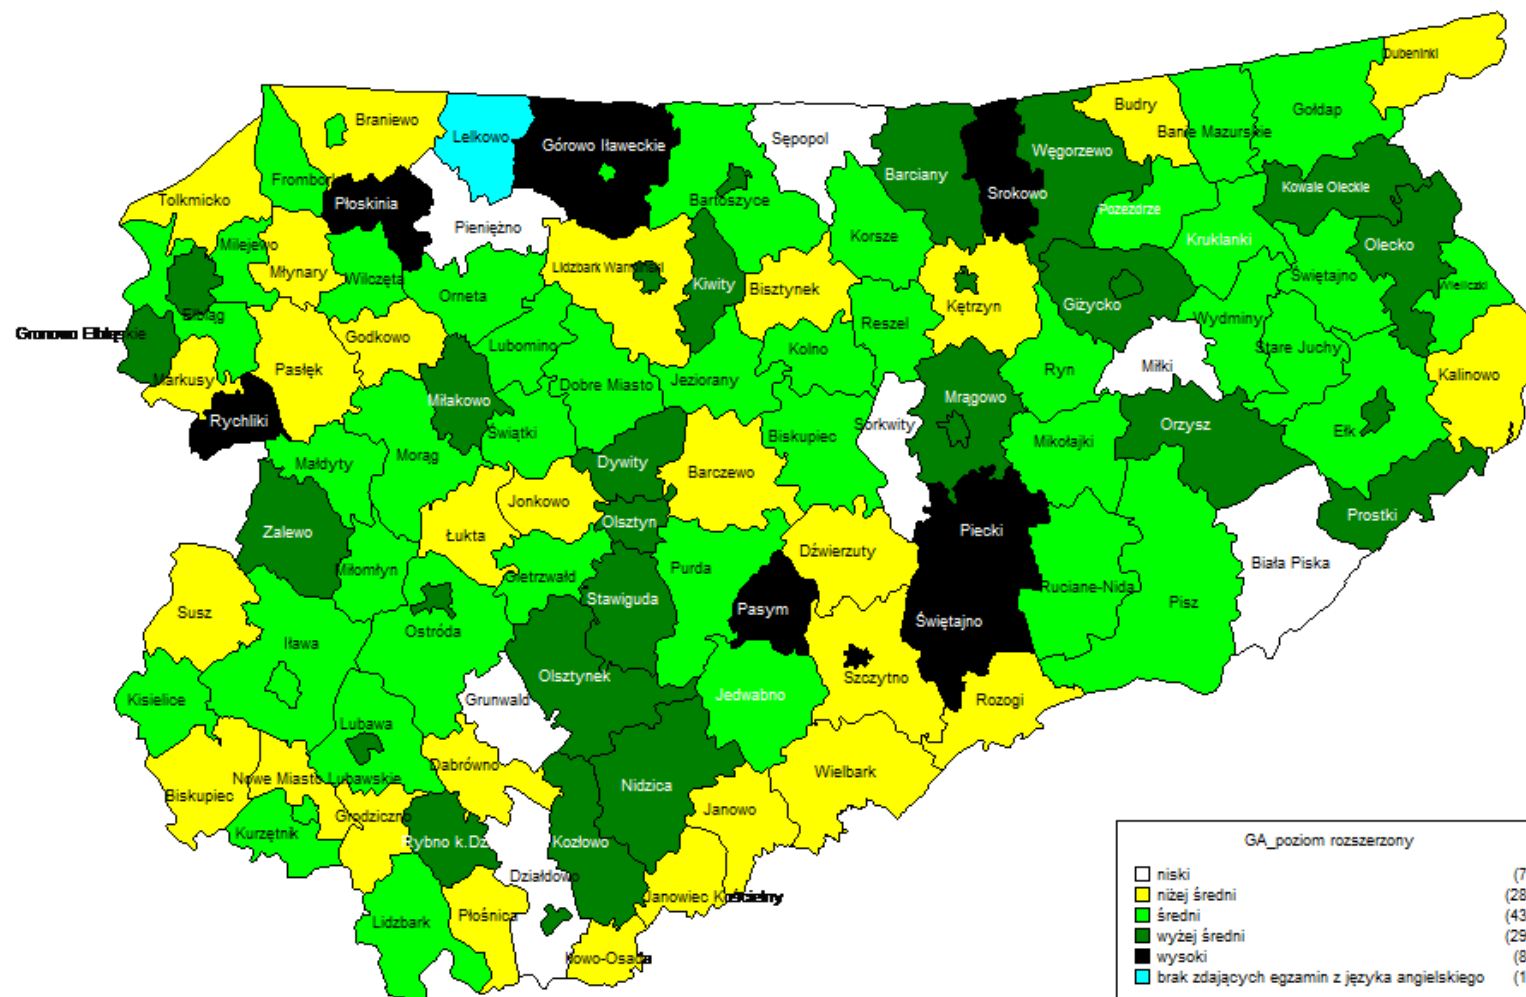 Dubeninki
Budry
Gołdap
Braniewo
Banie Mazurskie
Lelkowo
Górowo Iławeckie
Sępopol
Węgorzewo
Barciany
Frombork
Kowale Oleckie
Srokowo
Tolkmicko
Płoskinia
Bartoszyce
Pozezdrze
Pieniężno
Korsze
Kruklanki
Olecko
Milejewo
Młynary
Lidzbark Warmiński
Świętajno
Wilczęta
Kiwity
Bisztynek
Wieliczki
Orneta
Kętrzyn
Giżycko
Elbląg
Reszel
Wydminy
Gronowo Elbląskie
Godkowo
Lubomino
Kolno
Stare Juchy
Pasłęk
Miłki
Ryn
Markusy
Dobre Miasto
Jeziorany
Kalinowo
Miłakowo
Mrągowo
Rychliki
Sorkwity
Orzysz
Świątki
Biskupiec
Mikołajki
Ełk
Morąg
Małdyty
Dywity
Barczewo
Jonkowo
Prostki
Olsztyn
Zalewo
Łukta
Piecki
Dźwierzuty
Biała Piska
Miłomłyn
Gietrzwałd
Purda
Ruciane-Nida
Stawiguda
Pisz
Susz
Pasym
Ostróda
Świętajno
Iława
Olsztynek
Szczytno
Kisielice
Grunwald
Jedwabno
Rozogi
Lubawa
Dąbrówno
Wielbark
Nowe Miasto Lubawskie
Nidzica
Biskupiec
Janowo
Grodziczno
Kurzętnik
Rybno k.Dz
Kozłowo
Działdowo
Janowiec Kościelny
Płośnica
Lidzbark
Iłowo-Osada
GA_poziom rozszerzony
niski (7
niżej średni (28
średni (43
wyżej średni (29
wysoki (8
brak zdających egzamin z języka angielskiego (1